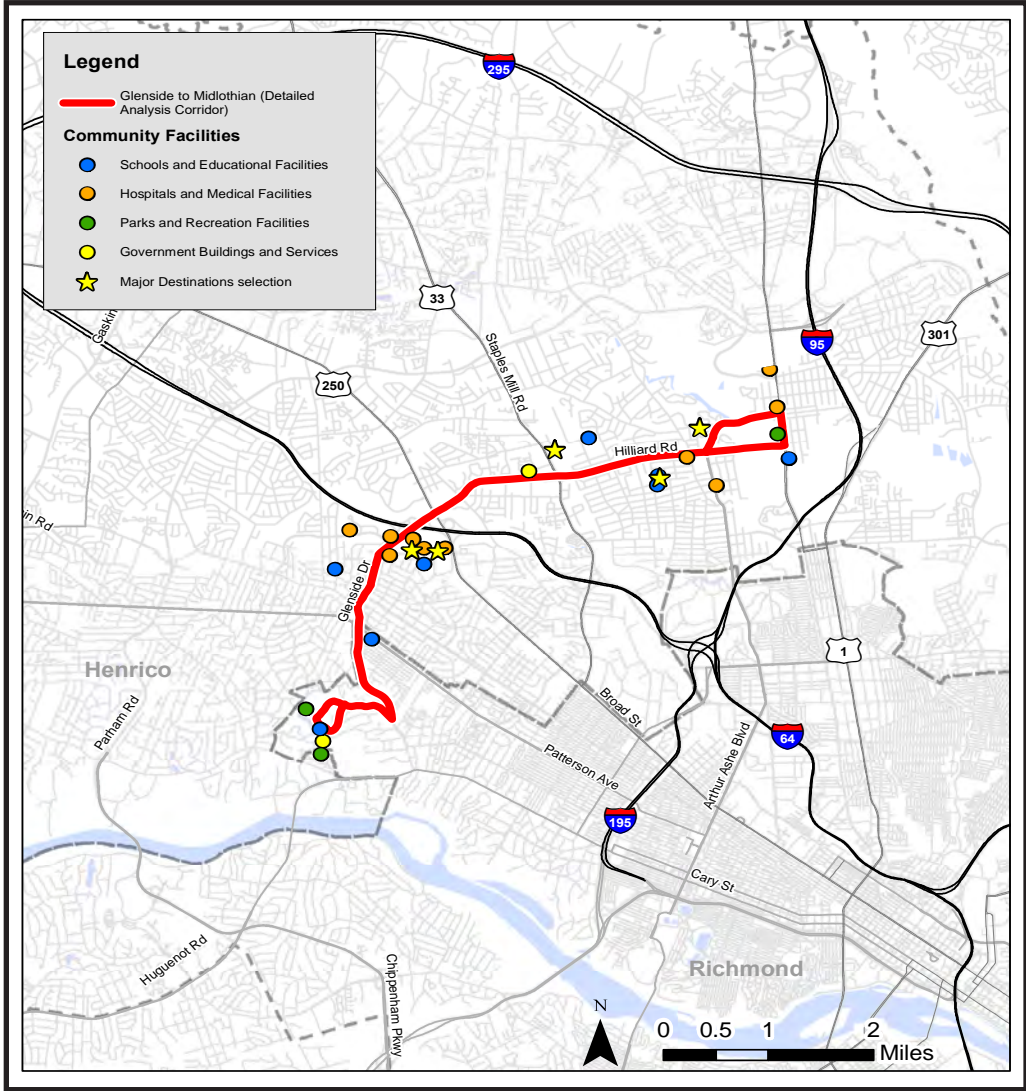 Legend
Glenside to Midlothian (Detailed
Analysis Corridor)
Community Facilities
Schools and Educational Facilities
Hospitals and Medical Facilities
Parks and Recreation Facilities
Government Buildings and Services
Major Destinations selection
295
33
Gaskin
250
Staples Mill Rd
95
301
Hilliard Rd
in Rd
Glenside Dr
1
Henrico
Parham Rd
Broad St
Arthur Ashe Blvd
64
Patterson Ave
195
Cary St
Huguenot Rd
Chippenham Pkwy
Richmond
N
0 0.5 1 2
Miles